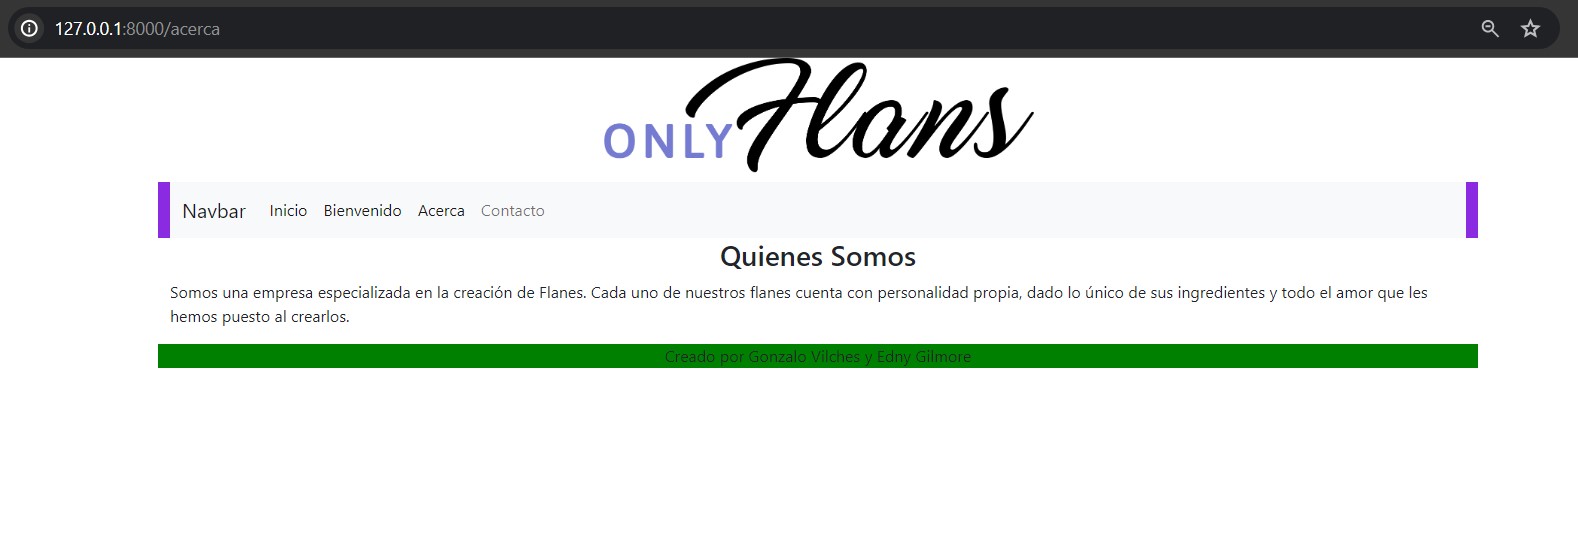 127.0.0.1:8000/acerca
ONLY Flans
Navbar Inicio Bienvenido Acerca Contacto
Quienes Somos
Somos una empresa especializada en la creación de Flanes. Cada uno de nuestros flanes cuenta con personalidad propia, dado lo único de sus ingredientes y todo el amor que les
hemos puesto al crearlos.
Creado por Gonzalo Vilches y Edny Gilmore